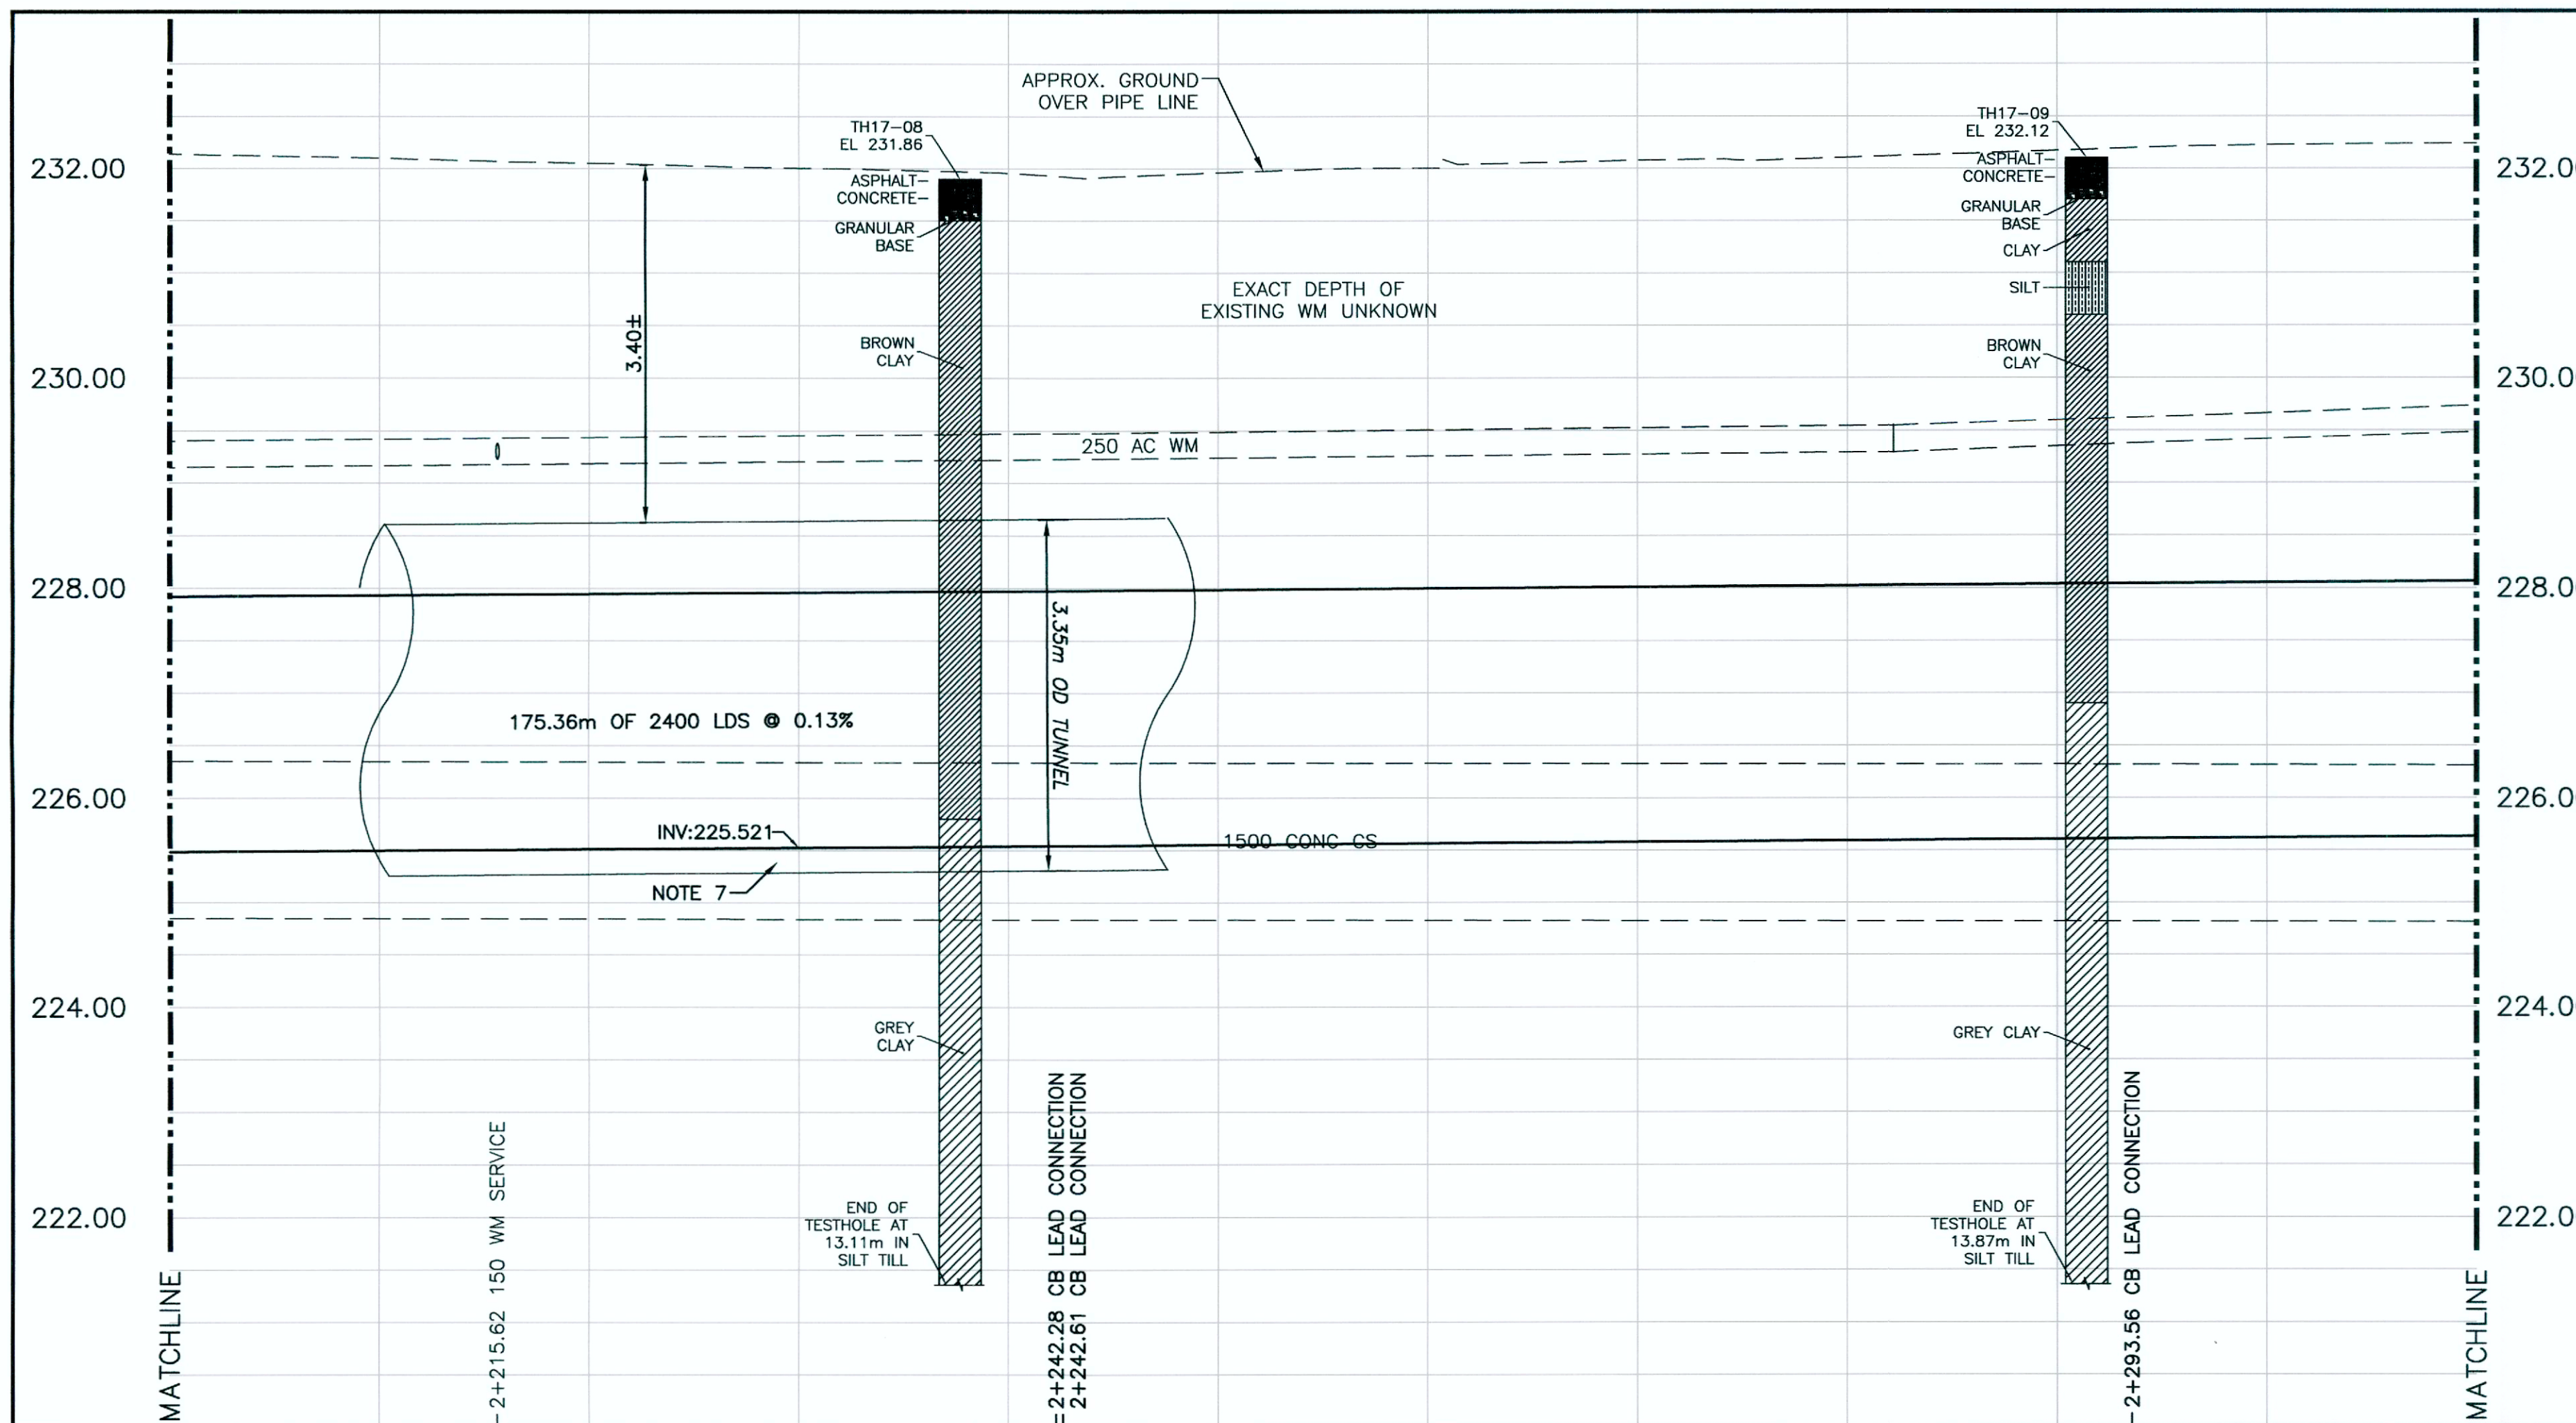 APPROX. GROUND
OVER PIPE LINE
TH17-08
EL 231.86
TH17-09
EL 232.12
232.00
232.0
ASPHALT
CONCRETE
GRANULAR
BASE
ASPHALT
CONCRETE
GRANULAR
BASE
CLAY
SILT
EXACT DEPTH OF
EXISTING WM UNKNOWN
3.40±
BROWN
CLAY
BROWN
CLAY
230.00
230.0
250 AC WM
228.00
228.0
3.35m OD TUNNEL
175.36m OF 2400 LDS @ 0.13%
226.00
226.0
INV:225.521
1500 CONC CS
NOTE 7
224.00
224.0
GREY
CLAY
GREY CLAY
222.00
222.0
END OF
TESTHOLE AT
13.11m IN
SILT TILL
END OF
TESTHOLE AT
13.87m IN
SILT TILL
MATCHLINE
2+215.62 150 WM SERVICE
2+242.28 CB LEAD CONNECTION
2+242.61 CB LEAD CONNECTION
2+293.56 CB LEAD CONNECTION
MATCHLINE